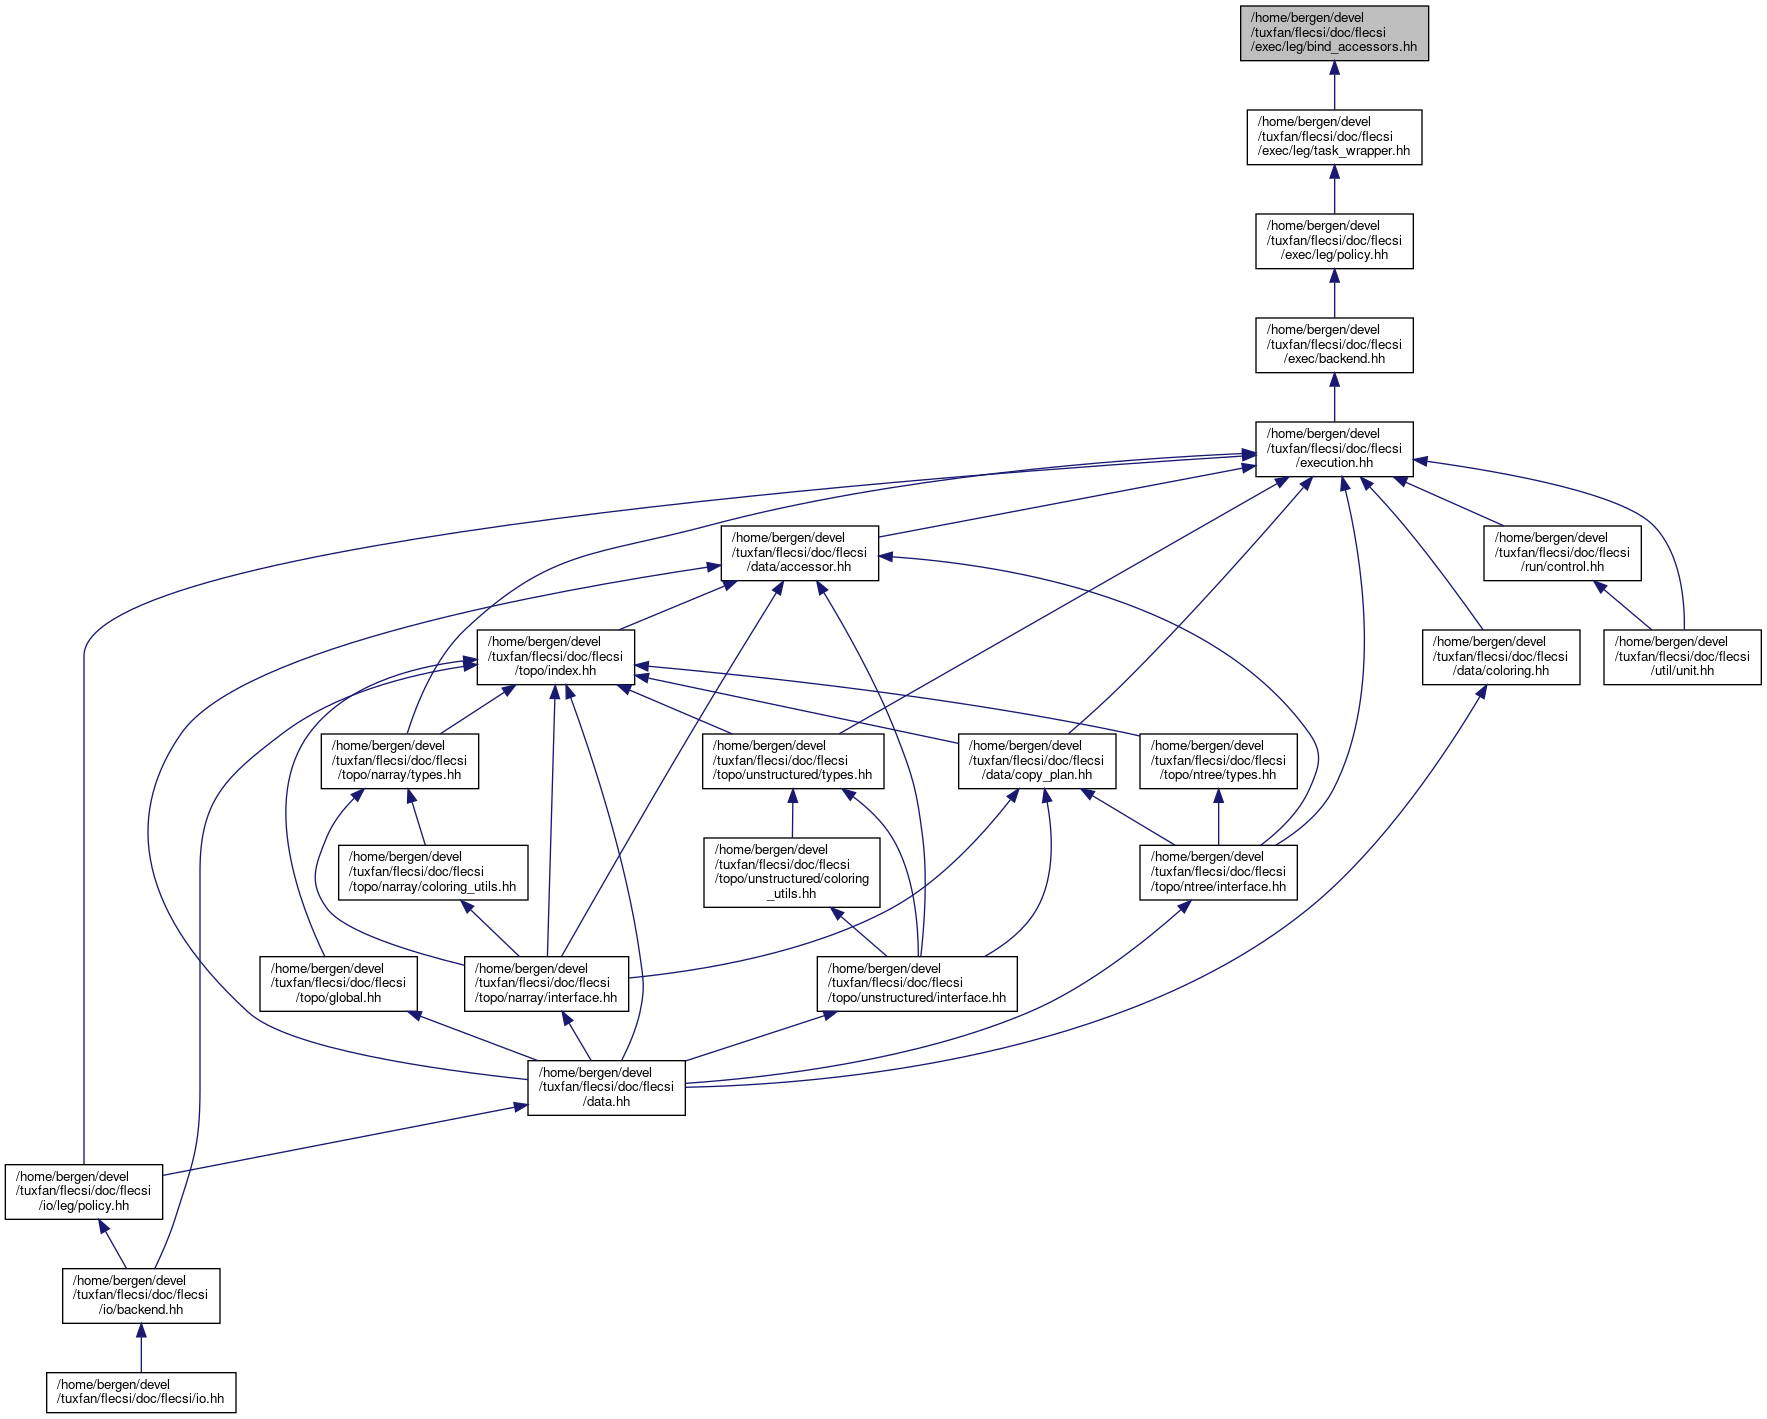 /home/bergen/devel
/tuxfan/flecsi/doc/flecsi
/exec/leg/bind_accessors.hh
/home/bergen/devel
/tuxfan/flecsi/doc/flecsi
/exec/leg/task_wrapper.hh
/home/bergen/devel
/tuxfan/flecsi/doc/flecsi
/exec/leg/policy.hh
/home/bergen/devel
/tuxfan/flecsi/doc/flecsi
/exec/backend.hh
/home/bergen/devel
/tuxfan/flecsi/doc/flecsi
/execution.hh
/home/bergen/devel
/tuxfan/flecsi/doc/flecsi
/data/accessor.hh
/home/bergen/devel
/tuxfan/flecsi/doc/flecsi
/run/control.hh
/home/bergen/devel
/tuxfan/flecsi/doc/flecsi
/topo/index.hh
/home/bergen/devel
/tuxfan/flecsi/doc/flecsi
/data/coloring.hh
/home/bergen/devel
/tuxfan/flecsi/doc/flecsi
/util/unit.hh
/home/bergen/devel
/tuxfan/flecsi/doc/flecsi
/topo/narray/types.hh
/home/bergen/devel
/tuxfan/flecsi/doc/flecsi
/topo/unstructured/types.hh
/home/bergen/devel
/tuxfan/flecsi/doc/flecsi
/data/copy_plan.hh
/home/bergen/devel
/tuxfan/flecsi/doc/flecsi
/topo/ntree/types.hh
/home/bergen/devel
/tuxfan/flecsi/doc/flecsi
/topo/narray/coloring_utils.hh
/home/bergen/devel
/tuxfan/flecsi/doc/flecsi
/topo/unstructured/coloring
_utils.hh
/home/bergen/devel
/tuxfan/flecsi/doc/flecsi
/topo/ntree/interface.hh
/home/bergen/devel
/tuxfan/flecsi/doc/flecsi
/topo/global.hh
/home/bergen/devel
/tuxfan/flecsi/doc/flecsi
/topo/narray/interface.hh
/home/bergen/devel
/tuxfan/flecsi/doc/flecsi
/topo/unstructured/interface.hh
/home/bergen/devel
/tuxfan/flecsi/doc/flecsi
/data.hh
/home/bergen/devel
/tuxfan/flecsi/doc/flecsi
/io/leg/policy.hh
/home/bergen/devel
/tuxfan/flecsi/doc/flecsi
/io/backend.hh
/home/bergen/devel
/tuxfan/flecsi/doc/flecsi/io.hh